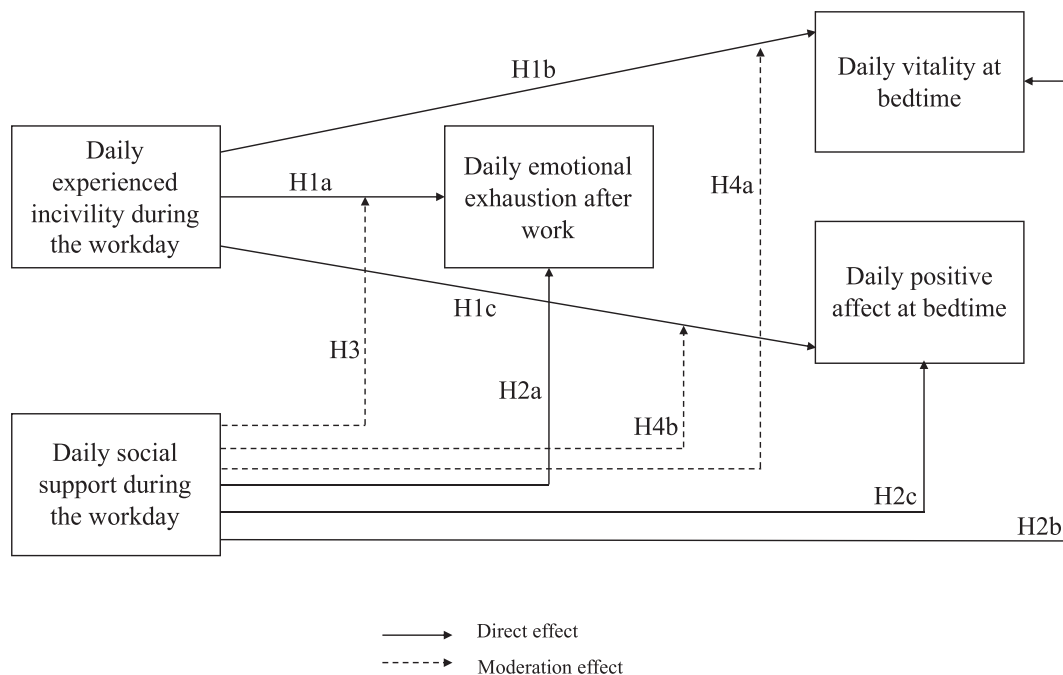 H1b
Daily vitality at
bedtime
Daily
experienced
incivility during
the workday
H1a
Daily emotional
exhaustion after
work
H4a
H1c
Daily positive
affect at bedtime
H3
H2a
H4b
Daily social
support during
the workday
H2c
H2b
Direct effect
Moderation effect